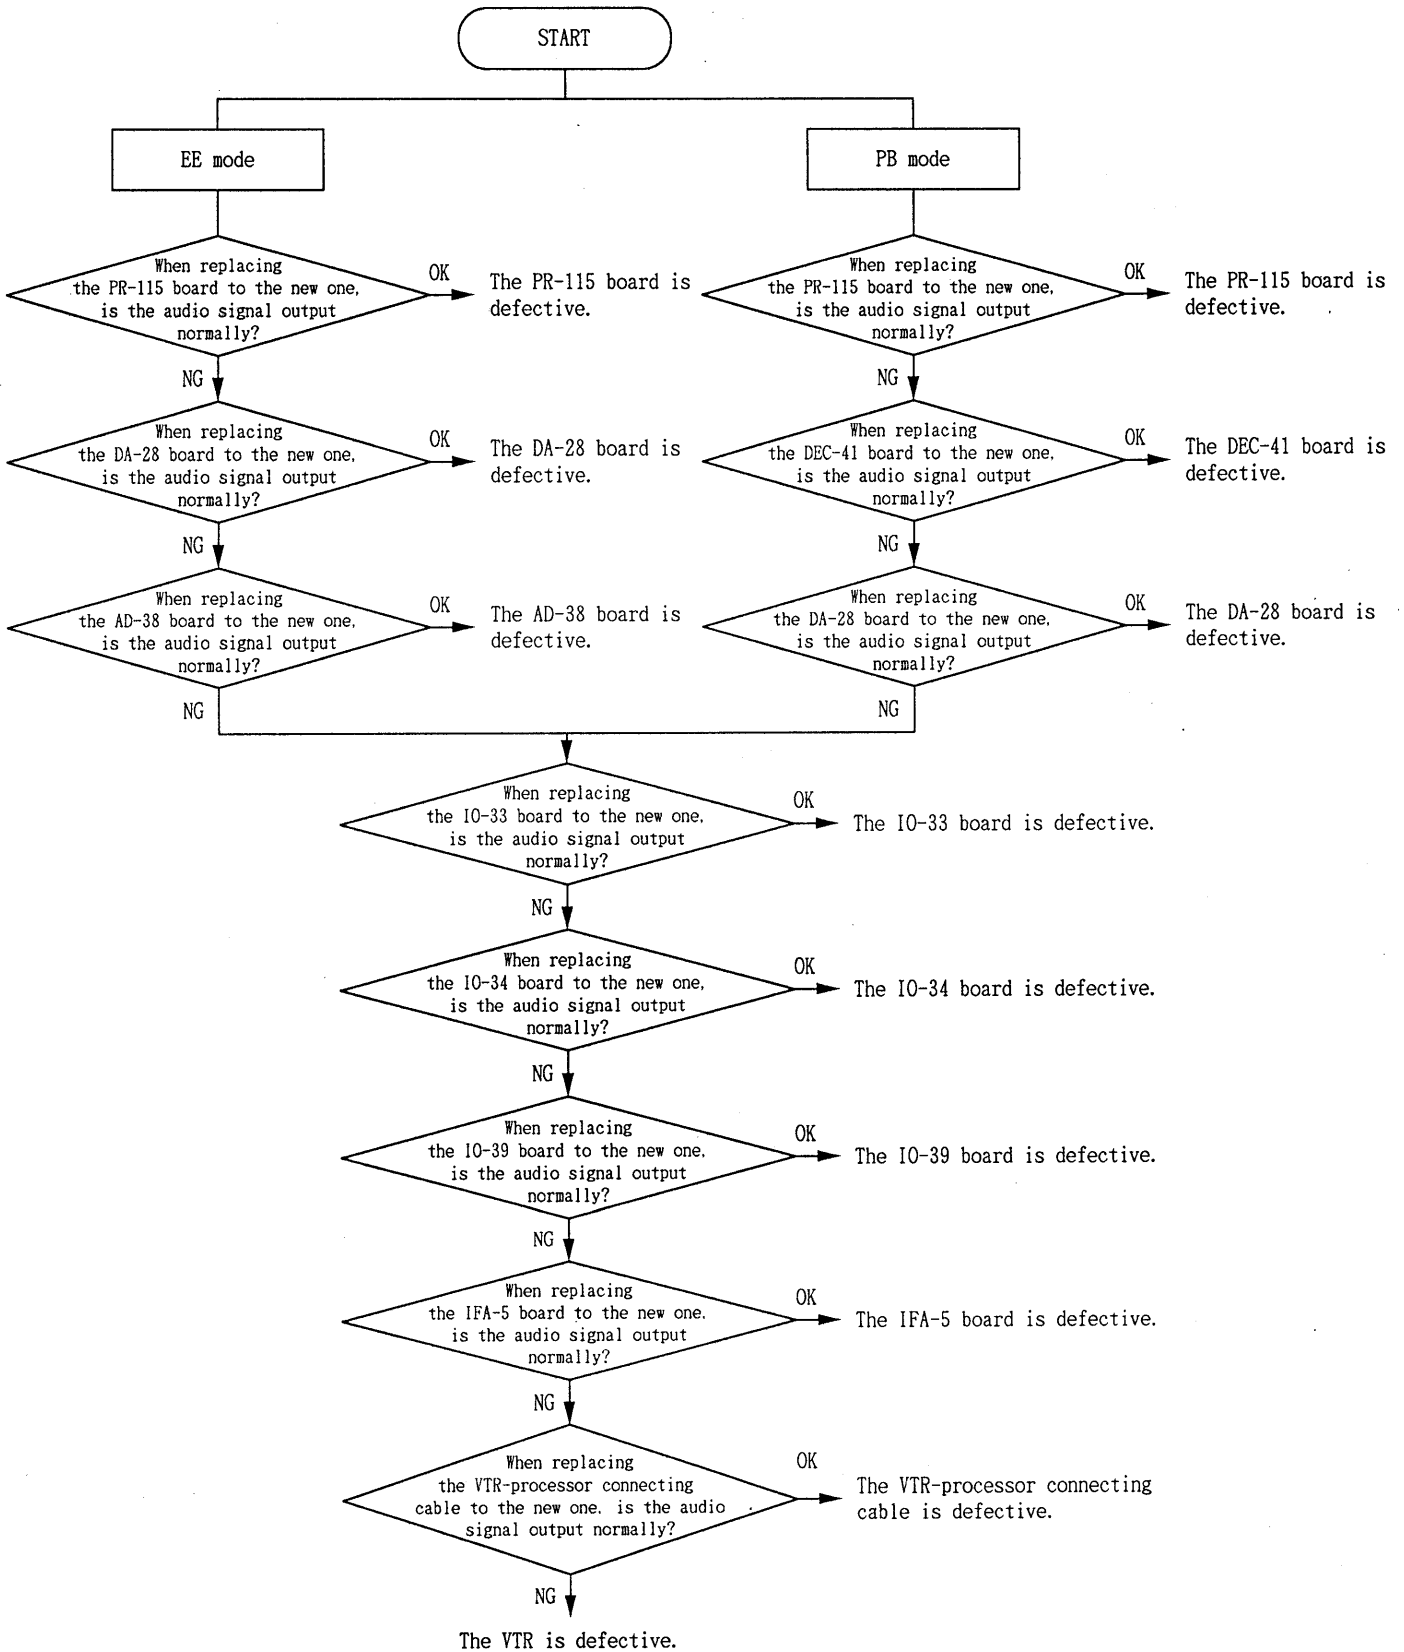 START
EE mode
PB mode
When replacing
the PR-115 board to the new one,
is the audio signal output
normally?
OK
The PR-115 board is
defective.
When replacing
the PR-115 board to the new one,
is the audio signal output
normally?
OK
The PR-115 board is
defective.
NG
NG
When replacing
the DA-28 board to the new one,
is the audio signal output
normally?
OK
The DA-28 board is
defective.
When replacing
the DEC-41 board to the new one,
is the audio signal output
normally?
OK
The DEC-41 board is
defective.
NG
NG
When replacing
the AD-38 board to the new one,
is the audio signal output
normally?
OK
The AD-38 board is
defective.
When replacing
the DA-28 board to the new one,
is the audio signal output
normally?
OK
The DA-28 board is
defective.
NG
NG
When replacing
the IO-33 board to the new one,
is the audio signal output
normally?
OK
The IO-33 board is defective.
NG
When replacing
the IO-34 board to the new one,
is the audio signal output
normally?
OK
The IO-34 board is defective.
NG
When replacing
the IO-39 board to the new one,
is the audio signal output
normally?
OK
The IO-39 board is defective.
NG
When replacing
the IFA-5 board to the new one,
is the audio signal output
normally?
OK
The IFA-5 board is defective.
NG
When replacing
the VTR-processor connecting
cable to the new one, is the audio
signal output normally?
OK
The VTR-processor connecting
cable is defective.
NG
The VTR is defective.